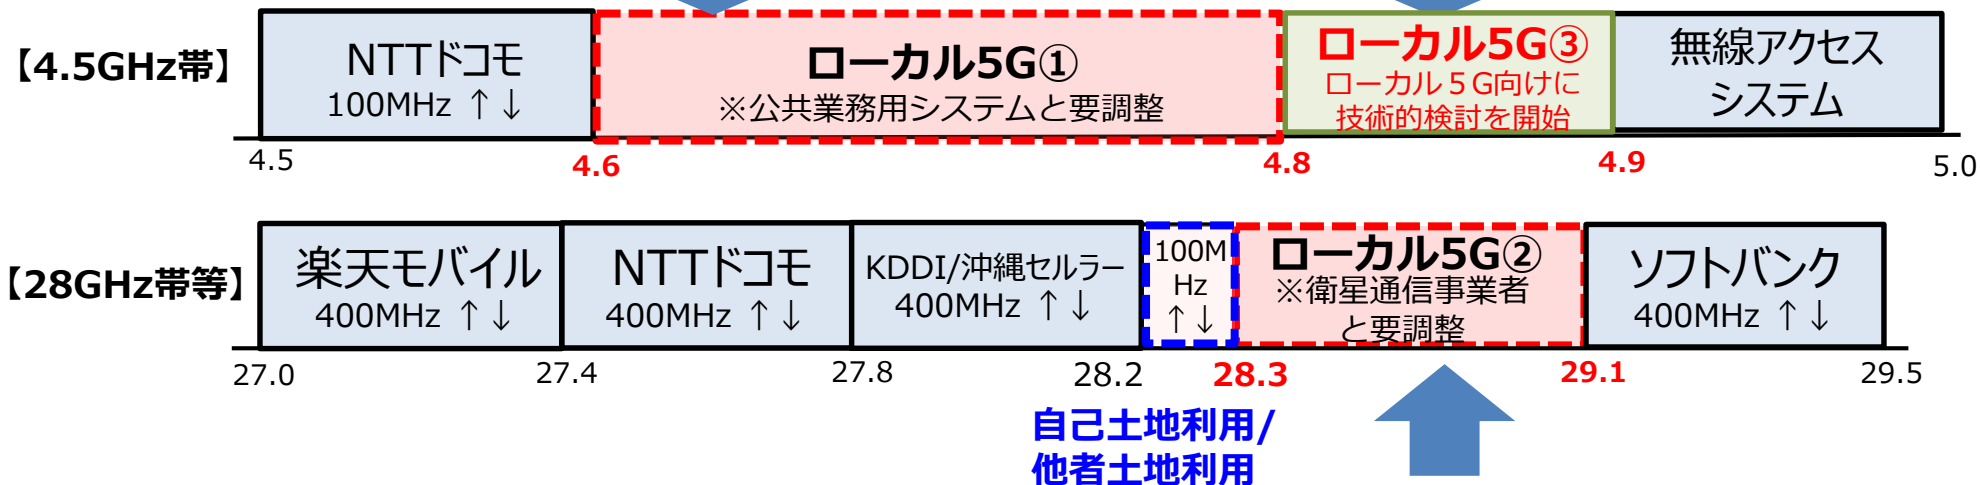 【4.5GHz帯】
NTTドコモ
100MHz ↑↓
ローカル5G①
※公共業務用システムと要調整
ローカル5G③
ローカル５G向けに
技術的検討を開始
無線アクセス
システム
4.5
4.6
4.8
4.9
5.0
【28GHz帯等】
楽天モバイル
400MHz ↑↓
NTTドコモ
400MHz ↑↓
KDDI/沖縄セルラー
400MHz ↑↓
100M
Hz
↑↓
ローカル5G②
※衛星通信事業者
と要調整
ソフトバンク
400MHz ↑↓
27.0
27.4
27.8
28.2
28.3
29.1
29.5
自己土地利用/
他者土地利用